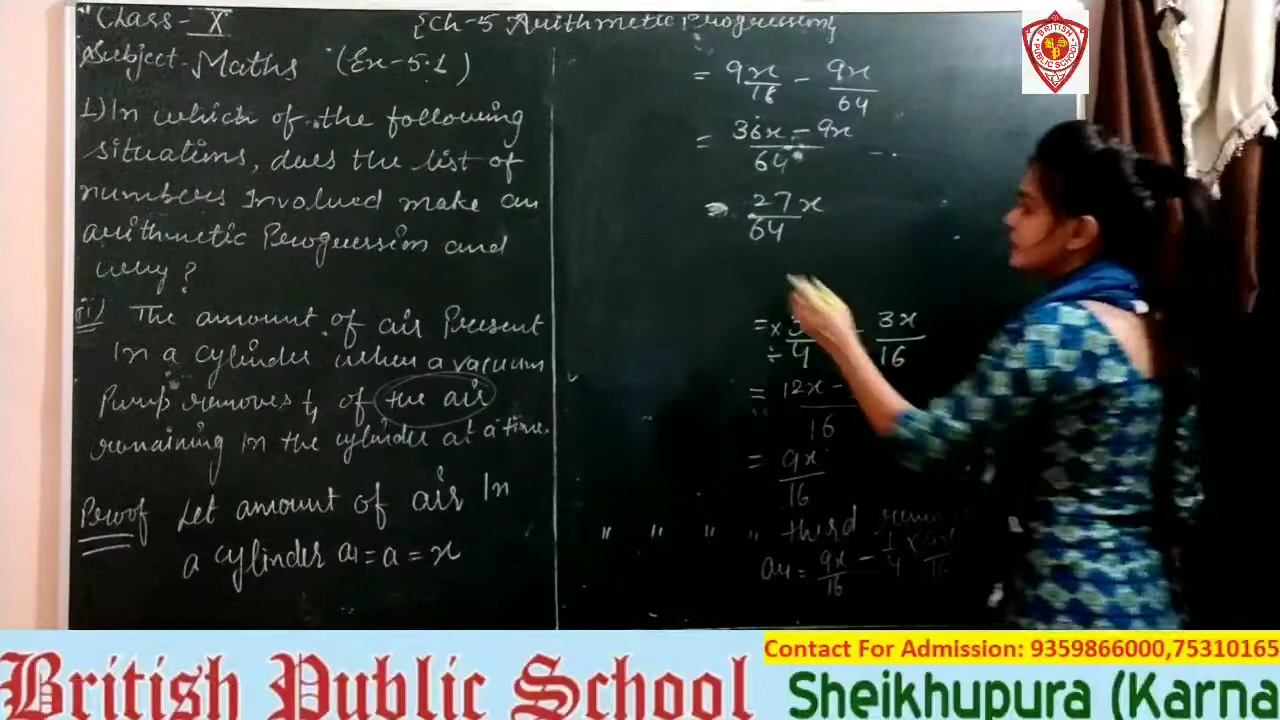 Class - X
[Ch-5 Arithmetic Progression]
Subject - Maths (Ex-5.1)
1.) In which of the following
situations, does the list of
numbers involved make an
arithmetic Progression and
why?
ii) The amount of air Present
In a cylinder when a vacuum
Pump removes 1/4 of the air
remaining in the cylinder at a time.
Proof Let amount of air In
a cylinder a1 = a = x
= 9x/16 - 9x/64
= 36x - 9x/64
27x/64
= 3x/16
= 12x -/16
= 9x/16
" " " " third
a4 = 9x/16 - 1/4 × 9x/16
BRITISH PUBLIC SCHOOL
Contact For Admission: 9359866000,75310165
British Public School
Sheikhupura (Karna